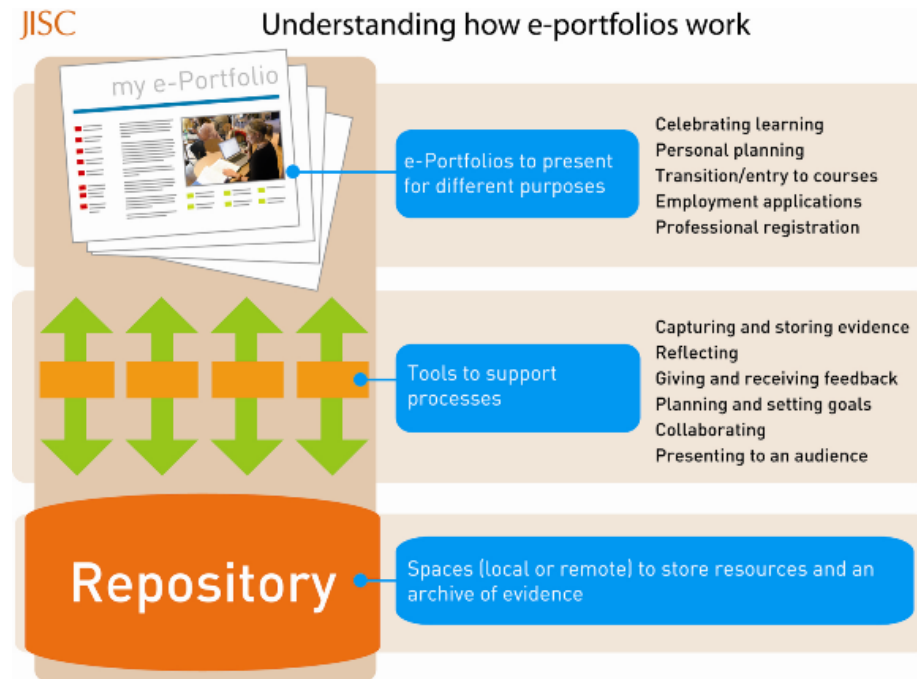 JISC
Understanding how e-portfolios work
my e-Portfolio
e-Portfolios to present
for different purposes
Celebrating learning
Personal planning
Transition/entry to courses
Employment applications
Professional registration
Tools to support
processes
Capturing and storing evidence
Reflecting
Giving and receiving feedback
Planning and setting goals
Collaborating
Presenting to an audience
Repository
Spaces (local or remote) to store resources and an
archive of evidence